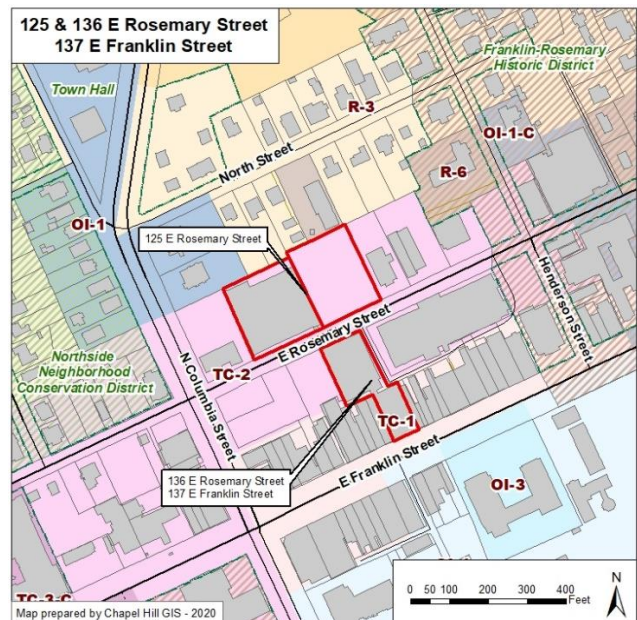 125 & 136 E Rosemary Street
137 E Franklin Street
Town Hall
Franklin-Rosemary
Historic District
R-3
OI-1-C
North Street
R-6
OI-1
125 E Rosemary Street
Henderson Street
E Rosemary Street
Northside
Neighborhood
Conservation District
N Columbia Street
TC-2
TC-1
E Franklin Street
136 E Rosemary Street
137 E Franklin Street
OI-3
TC-3-C
0 50 100 200 300 400
Feet
N
Map prepared by Chapel Hill GIS - 2020